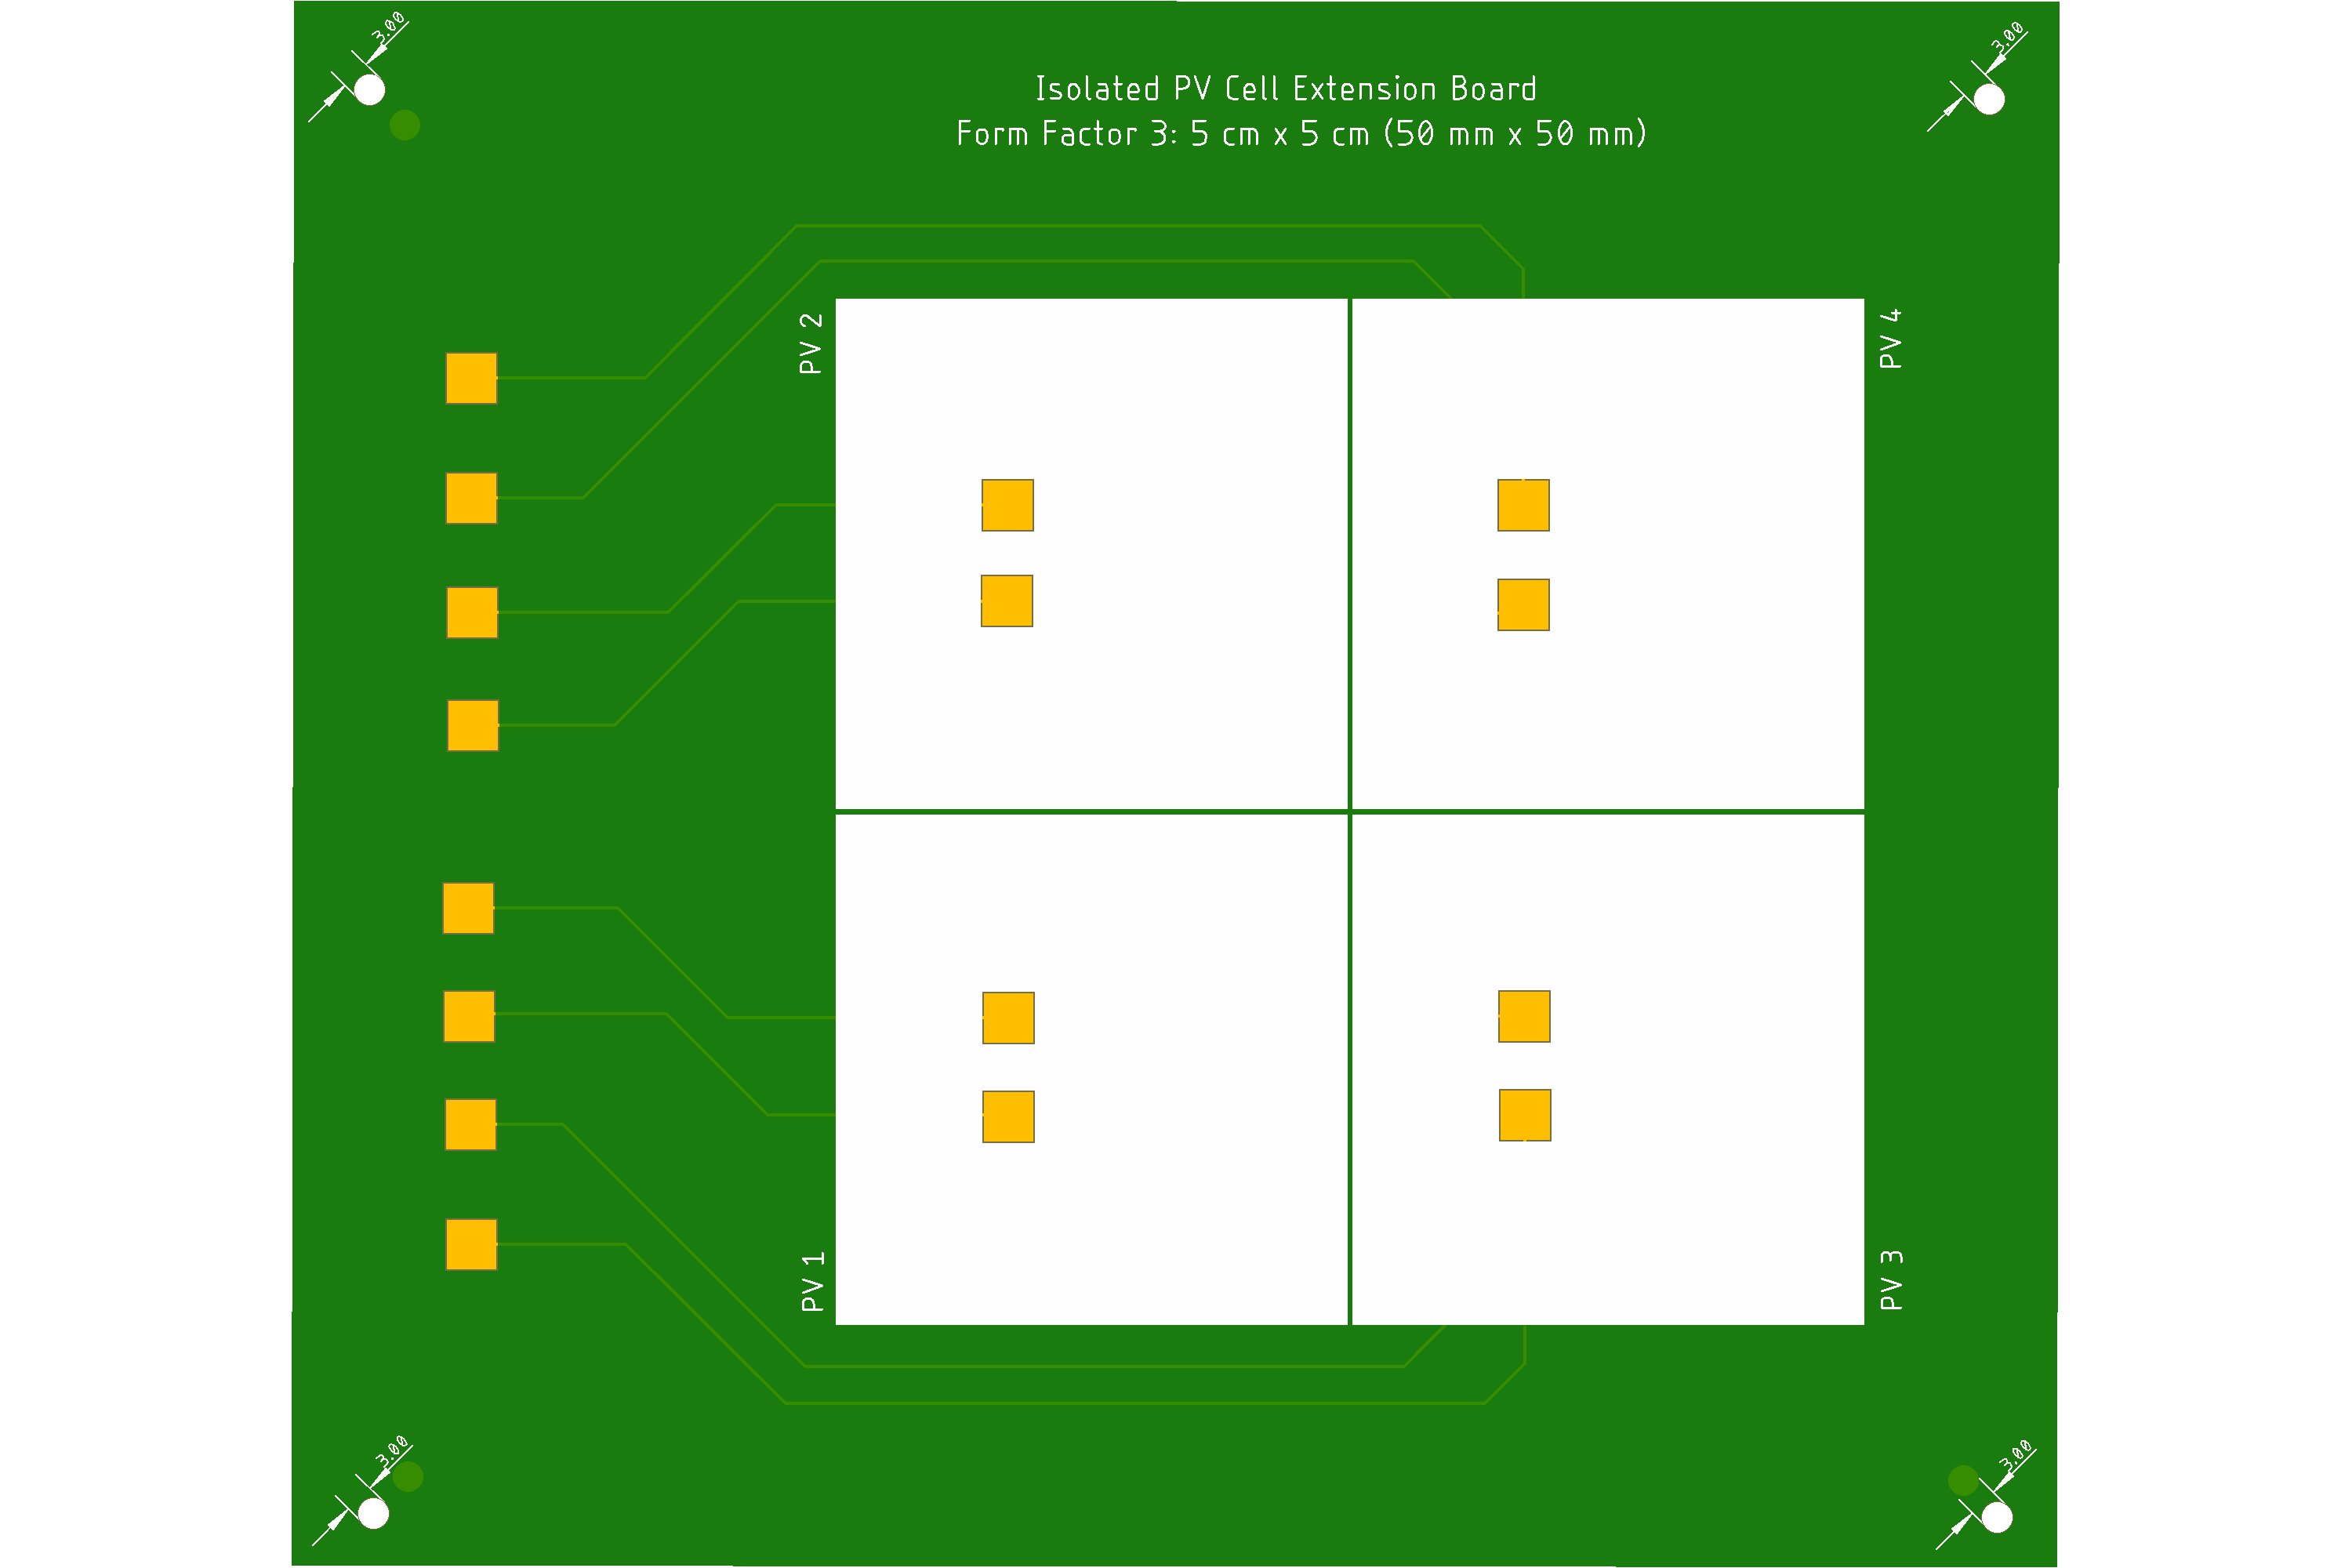 3.00
3.00
Isolated PV Cell Extension Board
Form Factor 3: 5 cm x 5 cm (50 mm x 50 mm)
PV 2
PV 4
PV 1
PV 3
3.00
3.00